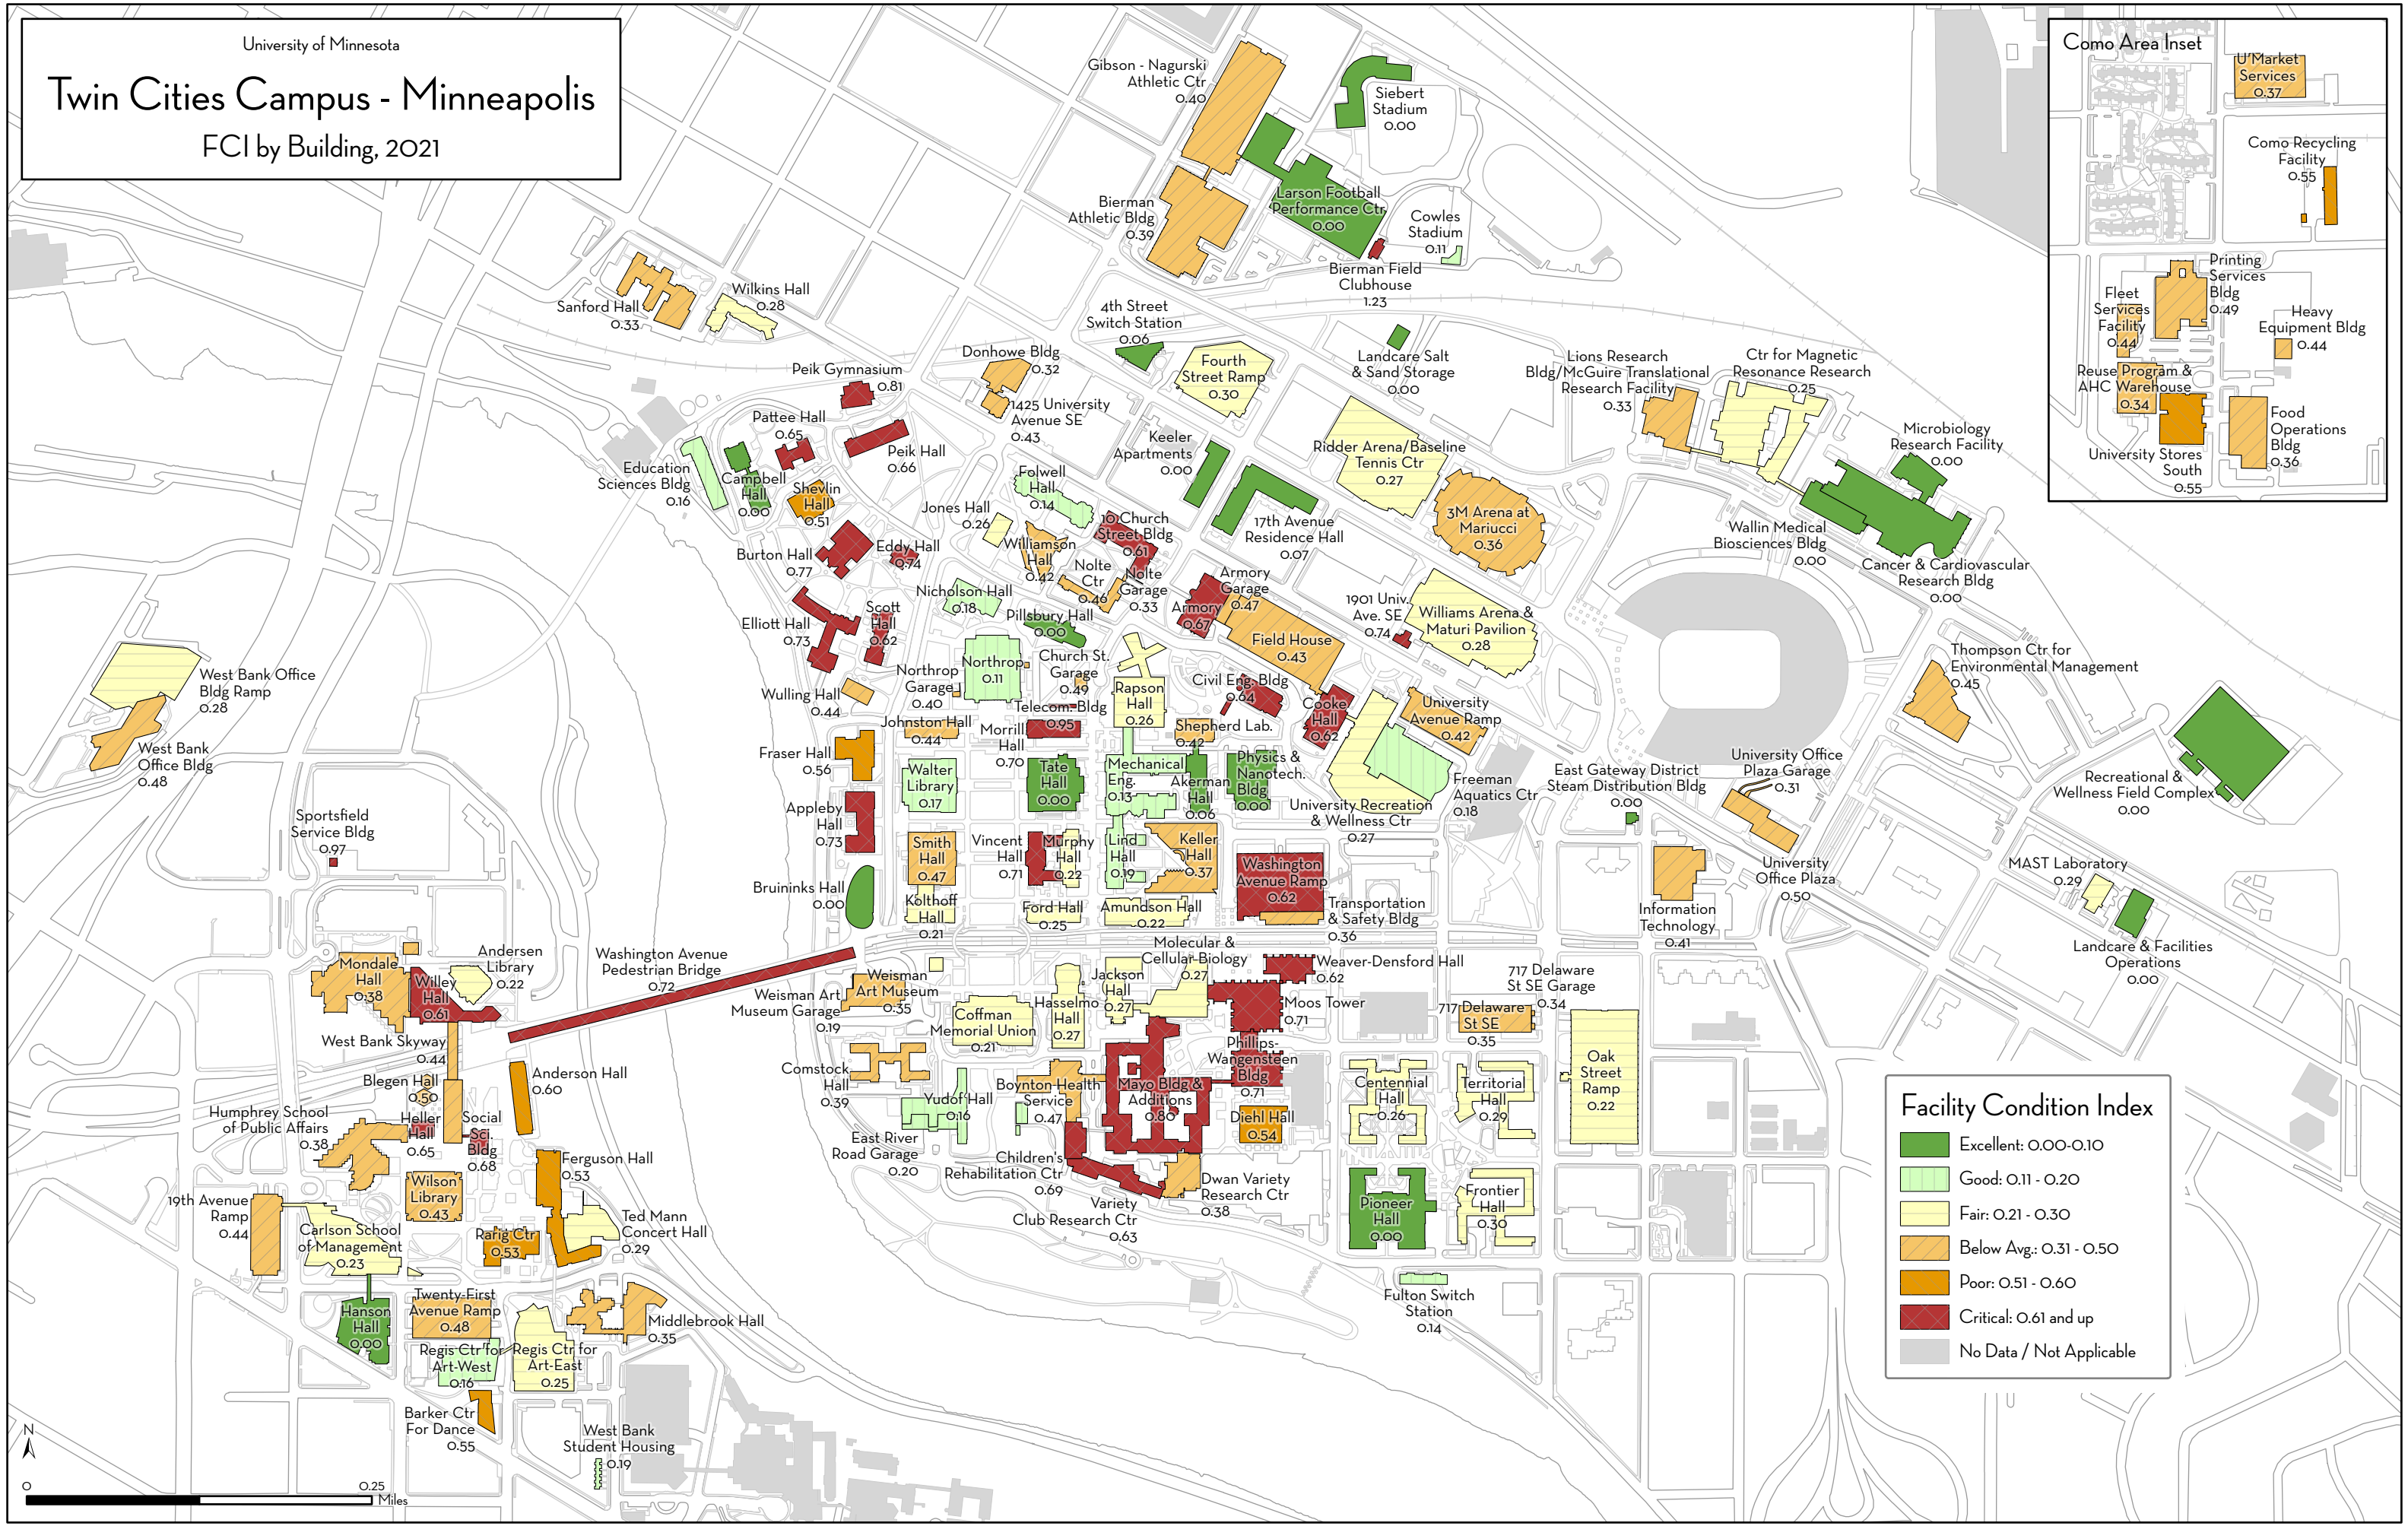 University of Minnesota
Twin Cities Campus - Minneapolis
FCI by Building, 2021
Gibson - Nagurski
Athletic Ctr
0.40
Siebert
Stadium
0.00
Larson Football
Performance Ctr
0.00
Bierman
Athletic Bldg
0.39
Cowles
Stadium
0.11
Bierman Field
Clubhouse
1.23
Como Area Inset
U'Market
Services
0.37
Como Recycling
Facility
0.55
Printing
Services
Bldg
0.49
Fleet
Services
Facility
0.44
Heavy
Equipment Bldg
0.44
Reuse Program &
AHC Warehouse
0.34
Food
Operations
Bldg
0.36
University Stores
South
0.55
Sanford Hall
0.33
Wilkins Hall
0.28
4th Street
Switch Station
0.06
Donhowe Bldg
0.32
Fourth
Street Ramp
0.30
Landcare Salt
& Sand Storage
0.00
Lions Research
Bldg/McGuire Translational
Research Facility
0.33
Ctr for Magnetic
Resonance Research
0.25
Peik Gymnasium
0.81
1425 University
Avenue SE
0.43
Pattee Hall
0.65
Peik Hall
0.66
Keeler
Apartments
0.00
Ridder Arena/Baseline
Tennis Ctr
0.27
Microbiology
Research Facility
0.00
Education
Sciences Bldg
0.16
Campbell
Hall
0.00
Shevlin
Hall
0.51
Folwell
Hall
0.14
Jones Hall
0.26
10 Church
Street Bldg
0.61
17th Avenue
Residence Hall
0.07
3M Arena at
Mariucci
0.36
Wallin Medical
Biosciences Bldg
0.00
Cancer & Cardiovascular
Research Bldg
0.00
Burton Hall
0.77
Eddy Hall
0.74
Williamson
Hall
0.42
Nolte
Ctr
0.46
Nolte
Garage
0.33
Armory
Garage
0.47
Armory
0.67
Nicholson Hall
0.18
Pillsbury Hall
0.00
Field House
0.43
1901 Univ.
Ave. SE
0.74
Williams Arena &
Maturi Pavilion
0.28
Elliott Hall
0.73
Scott
Hall
0.62
Northrop
0.11
Church St.
Garage
0.49
Northrop
Garage
0.40
Wulling Hall
0.44
Telecom. Bldg
0.95
Rapson
Hall
0.26
Civil Eng. Bldg
0.64
Cooke
Hall
0.62
University
Avenue Ramp
0.42
Thompson Ctr for
Environmental Management
0.45
West Bank Office
Bldg Ramp
0.28
West Bank
Office Bldg
0.48
Johnston Hall
0.44
Morrill
Hall
0.70
Shepherd Lab.
0.42
Fraser Hall
0.56
Walter
Library
0.17
Tate
Hall
0.00
Mechanical
Eng.
0.13
Akerman
Hall
0.06
Physics &
Nanotech.
Bldg
0.00
University Recreation
& Wellness Ctr
0.27
Freeman
Aquatics Ctr
0.18
East Gateway District
Steam Distribution Bldg
0.00
University Office
Plaza Garage
0.31
Recreational &
Wellness Field Complex
0.00
Sportsfield
Service Bldg
0.97
Appleby
Hall
0.73
Smith
Hall
0.47
Vincent
Hall
0.71
Murphy
Hall
0.22
Lind
Hall
0.19
Keller
Hall
0.37
Washington
Avenue Ramp
0.62
University
Office Plaza
0.50
MAST Laboratory
0.29
Bruininks Hall
0.00
Kolthoff
Hall
0.21
Ford Hall
0.25
Amundson Hall
0.22
Transportation
& Safety Bldg
0.36
Information
Technology
0.41
Landcare & Facilities
Operations
0.00
Washington Avenue
Pedestrian Bridge
0.72
Mondale
Hall
0.38
Willey
Hall
0.61
Andersen
Library
0.22
Weisman
Art Museum
0.35
Weisman Art
Museum Garage
0.19
Molecular &
Cellular Biology
0.27
Jackson
Hall
0.27
Hasselmo
Hall
0.27
Coffman
Memorial Union
0.21
Weaver-Densford Hall
0.62
Moos Tower
0.71
717 Delaware
St SE Garage
0.34
717 Delaware
St SE
0.35
Oak
Street
Ramp
0.22
West Bank Skyway
0.44
Anderson Hall
0.60
Comstock
Hall
0.39
Boynton Health
Service
0.47
Mayo Bldg &
Additions
0.80
Phillips-
Wangensteen
Bldg
0.71
Diehl Hall
0.54
Centennial
Hall
0.26
Territorial
Hall
0.29
Blegen Hall
0.50
Heller
Hall
0.65
Social
Sci.
Bldg
0.68
Humphrey School
of Public Affairs
0.38
Yudof Hall
0.16
East River
Road Garage
0.20
Children's
Rehabilitation Ctr
0.69
Variety
Club Research Ctr
0.63
Dwan Variety
Research Ctr
0.38
Pioneer
Hall
0.00
Frontier
Hall
0.30
Ferguson Hall
0.53
Wilson
Library
0.43
19th Avenue
Ramp
0.44
Carlson School
of Management
0.23
Rarig Ctr
0.53
Ted Mann
Concert Hall
0.29
Hanson
Hall
0.00
Twenty-First
Avenue Ramp
0.48
Middlebrook Hall
0.35
Regis Ctr for
Art-West
0.16
Regis Ctr for
Art-East
0.25
Barker Ctr
For Dance
0.55
West Bank
Student Housing
0.19
Fulton Switch
Station
0.14
Facility Condition Index
Excellent: 0.00-0.10
Good: 0.11 - 0.20
Fair: 0.21 - 0.30
Below Avg.: 0.31 - 0.50
Poor: 0.51 - 0.60
Critical: 0.61 and up
No Data / Not Applicable
N
0
0.25
Miles